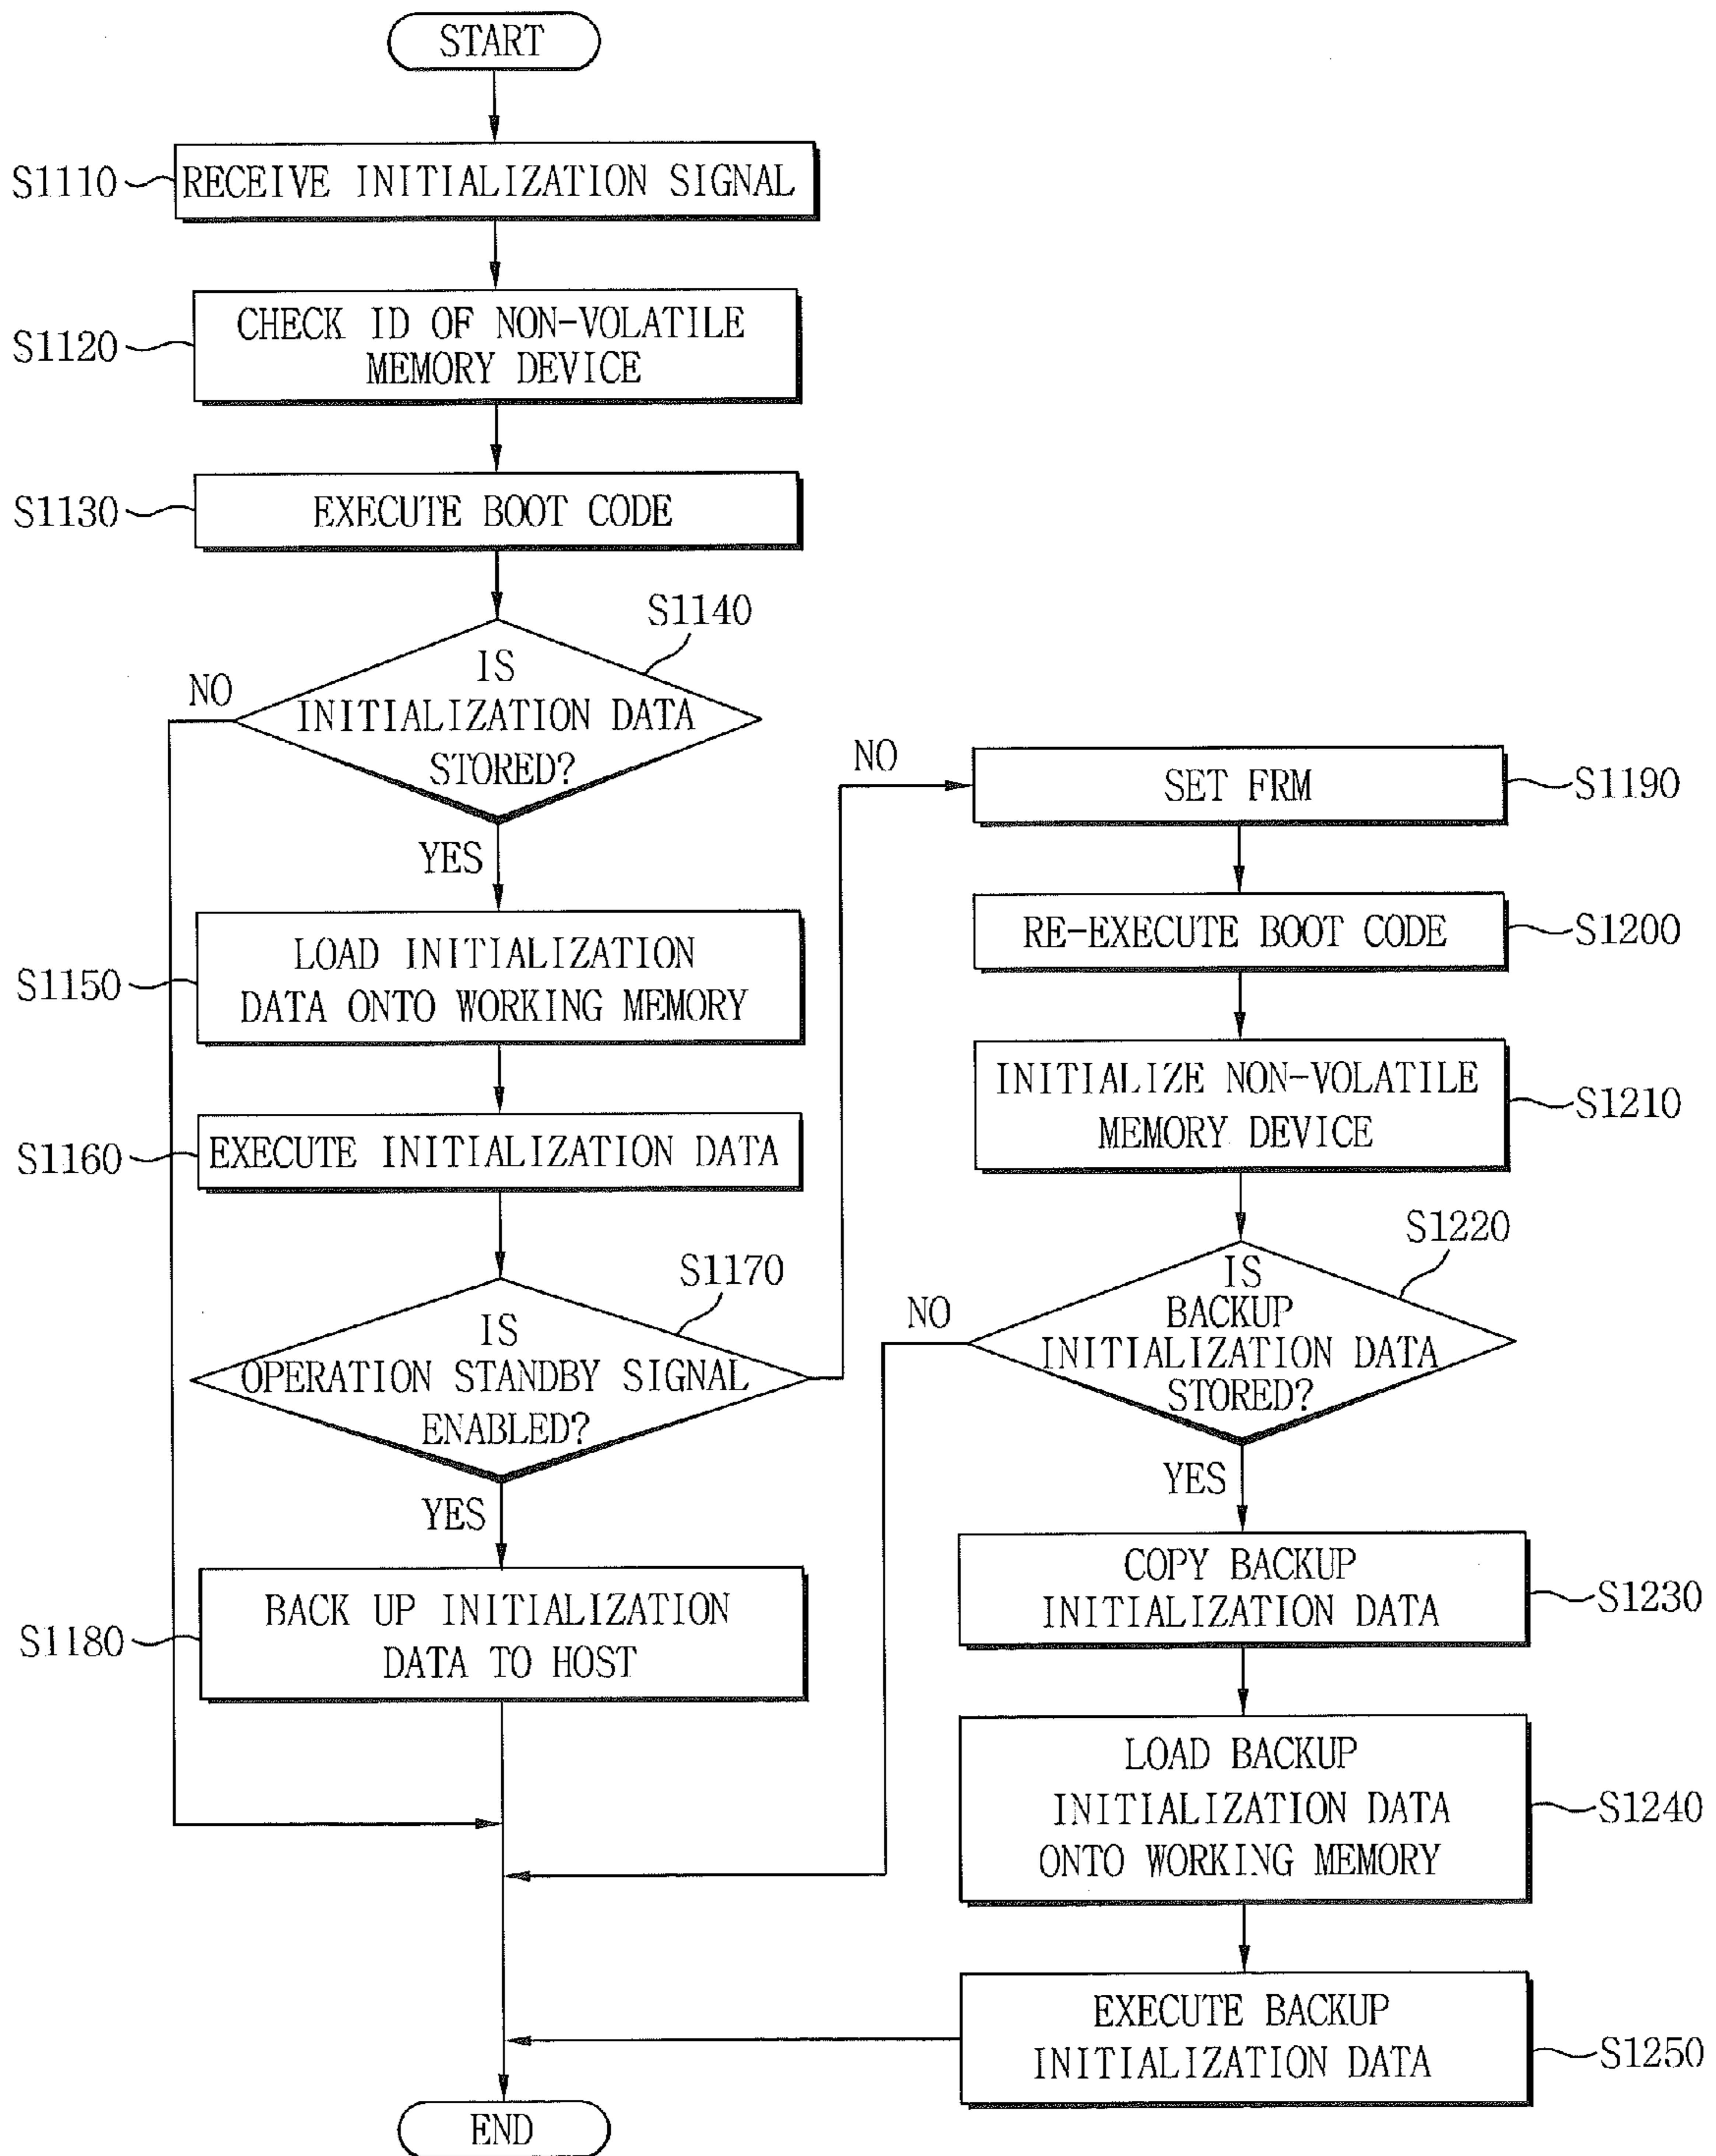 START
S1110
RECEIVE INITIALIZATION SIGNAL
S1120
CHECK ID OF NON-VOLATILE
MEMORY DEVICE
S1130
EXECUTE BOOT CODE
S1140
IS
INITIALIZATION DATA
STORED?
NO
YES
S1150
LOAD INITIALIZATION
DATA ONTO WORKING MEMORY
S1160
EXECUTE INITIALIZATION DATA
S1170
IS
OPERATION STANDBY SIGNAL
ENABLED?
NO
YES
S1180
BACK UP INITIALIZATION
DATA TO HOST
SET FRM
S1190
RE-EXECUTE BOOT CODE
S1200
INITIALIZE NON-VOLATILE
MEMORY DEVICE
S1210
S1220
IS
BACKUP
INITIALIZATION DATA
STORED?
NO
YES
COPY BACKUP
INITIALIZATION DATA
S1230
LOAD BACKUP
INITIALIZATION DATA
ONTO WORKING MEMORY
S1240
EXECUTE BACKUP
INITIALIZATION DATA
S1250
END